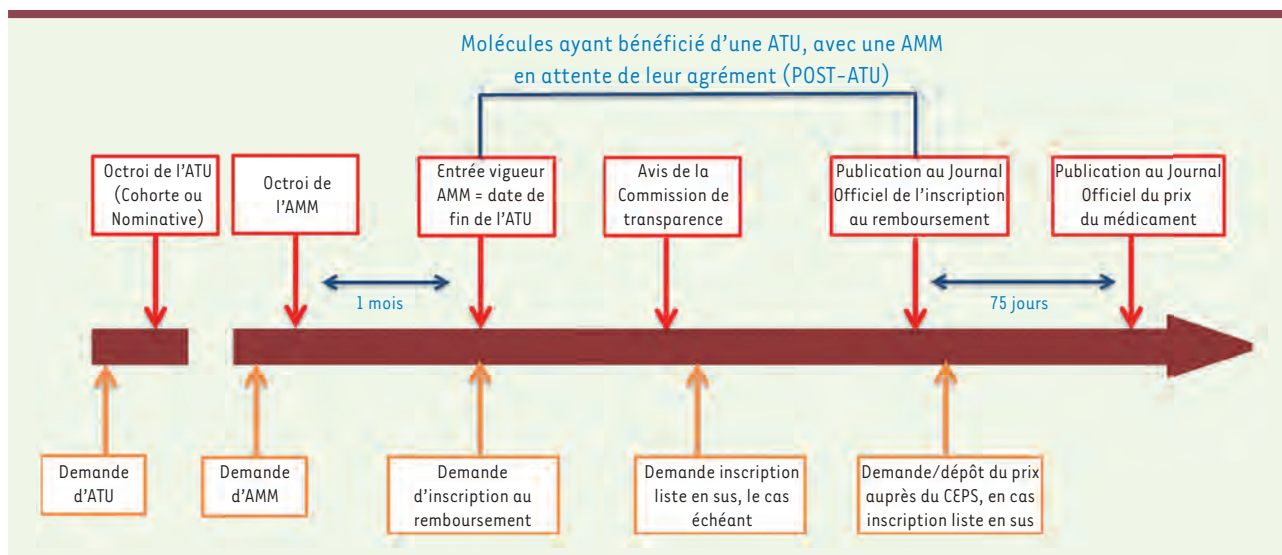 Molécules ayant bénéficié d'une ATU, avec une AMM
en attente de leur agrément (POST-ATU)
Octroi de l'ATU
(Cohorte ou
Nominative)
Octroi de
l'AMM
Entrée vigueur
AMM = date de
fin de l'ATU
Avis de la
Commission de
transparence
Publication au Journal
Officiel de l'inscription
au remboursement
Publication au Journal
Officiel du prix
du médicament
1 mois
75 jours
Demande
d'ATU
Demande
d'AMM
Demande
d'inscription au
remboursement
Demande inscription
liste en sus, le cas
échéant
Demande/dépôt du prix
auprès du CEPS, en cas
inscription liste en sus